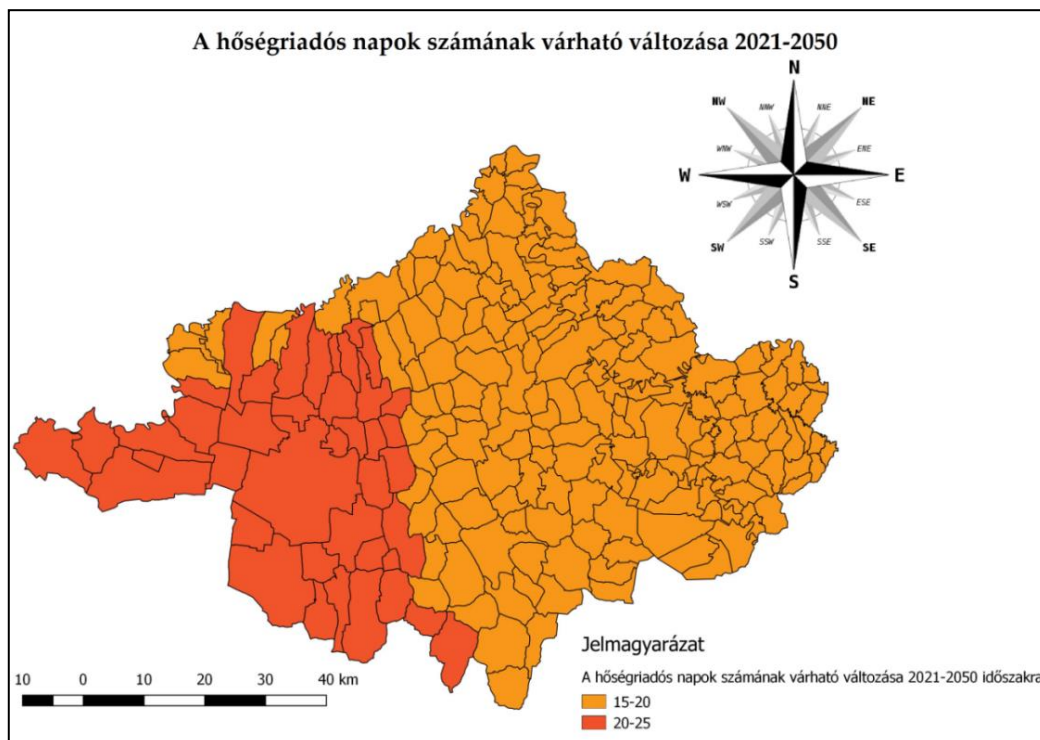 A hőségriadós napok számának várható változása 2021-2050
N
NNW NNE
NW NE
WNW ENE
W E
WSW ESE
SW SE
SSW SSE
S
Jelmagyarázat
A hőségriadós napok számának várható változása 2021-2050 időszakra
15-20
20-25
10 0 10 20 30 40 km